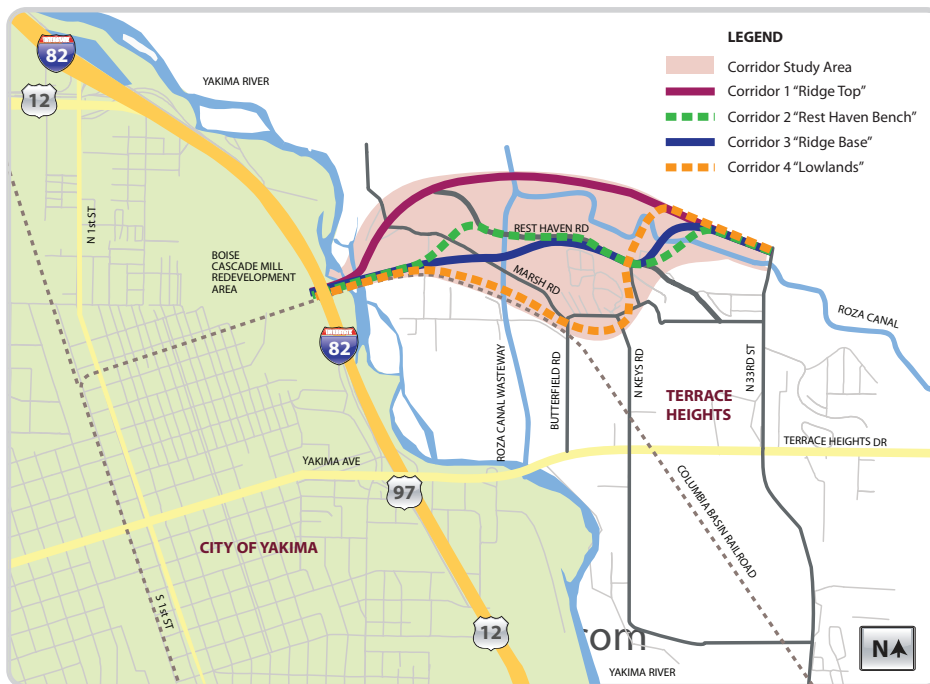 LEGEND
Corridor Study Area
Corridor 1 “Ridge Top”
Corridor 2 “Rest Haven Bench”
Corridor 3 “Ridge Base”
Corridor 4 “Lowlands”
INTERSTATE
82
12
YAKIMA RIVER
N 1st ST
BOISE
CASCADE MILL
REDEVELOPMENT
AREA
REST HAVEN RD
MARSH RD
ROZA CANAL
INTERSTATE
82
ROZA CANAL WASTEWAY
BUTTERFIELD RD
N KEYS RD
N 33RD ST
TERRACE
HEIGHTS
TERRACE HEIGHTS DR
YAKIMA AVE
97
COLUMBIA BASIN RAILROAD
CITY OF YAKIMA
S 1st ST
12
om
YAKIMA RIVER
N